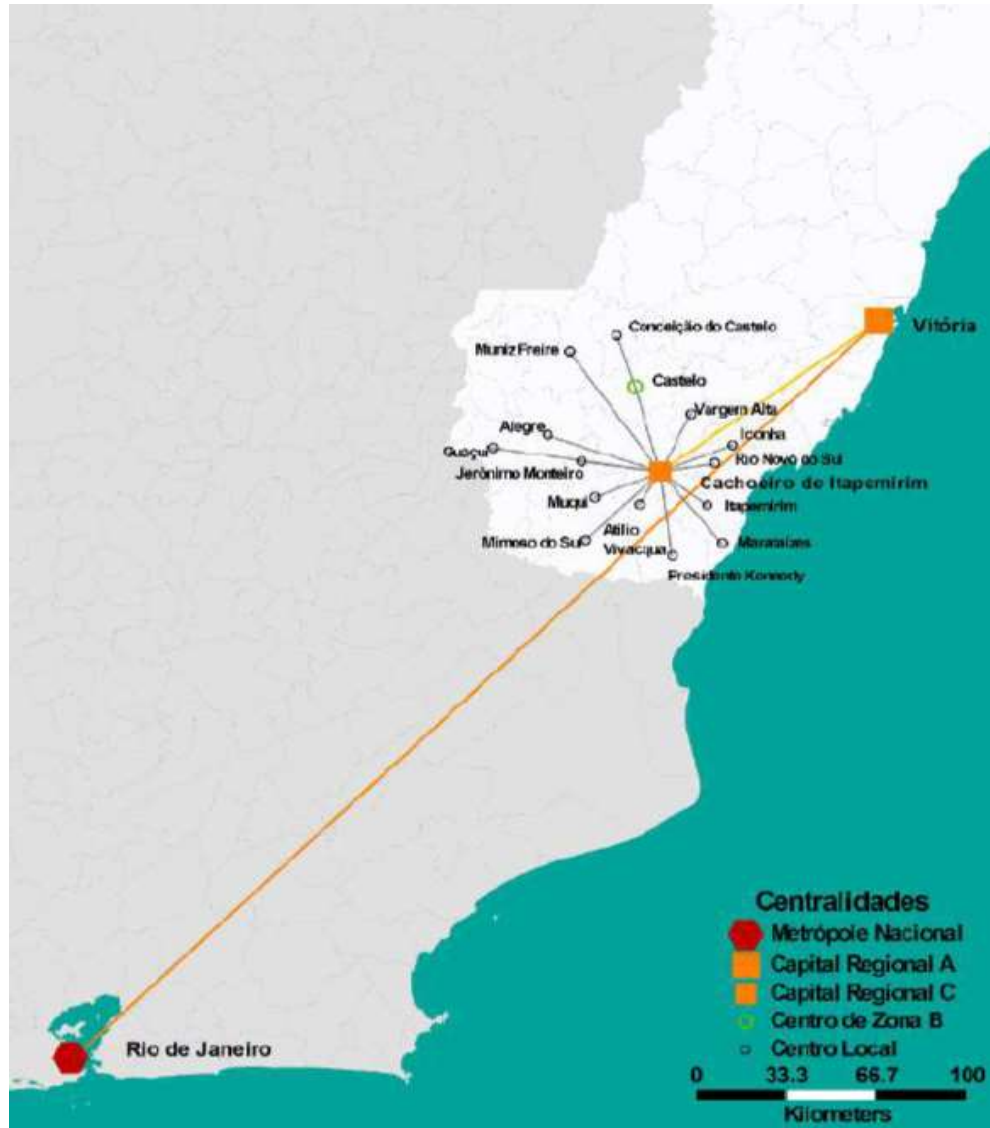 Conceição do Castelo
Vitória
Muniz Freire
Castelo
Vargem Alta
Alegre
Iconha
Guaçuí
Rio Novo do Sul
Jerônimo Monteiro
Cachoeiro de Itapemirim
Muqui
Itapemirim
Atilio
Vivacqua
Mimoso do Sul
Marataízes
Presidente Kennedy
Centralidades
Metrópole Nacional
Capital Regional A
Capital Regional C
Centro de Zona B
Rio de Janeiro
Centro Local
0 33.3 66.7 100
Kilometers